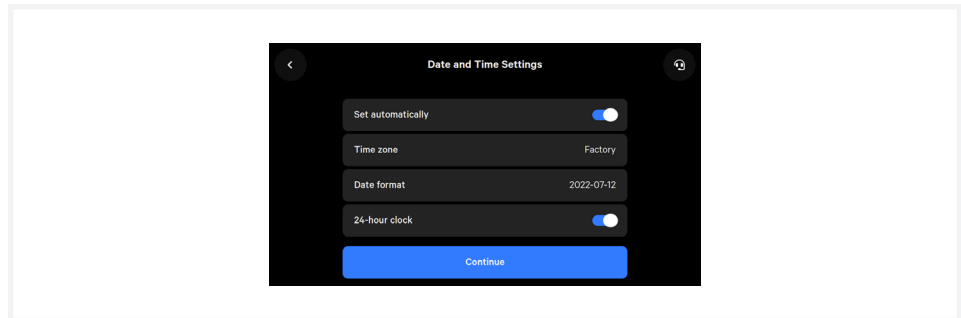 Date and Time Settings
Set automatically
Time zone Factory
Date format 2022-07-12
24-hour clock
Continue